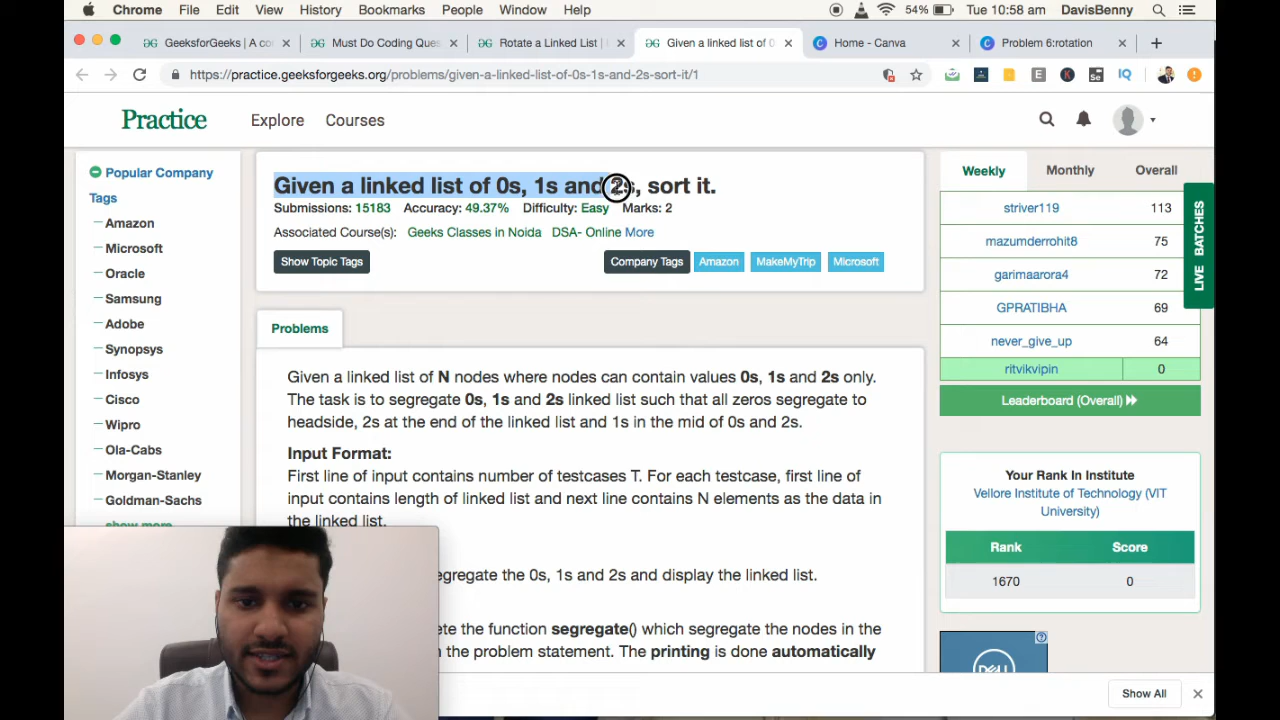 Chrome File Edit View History Bookmarks People Window Help 54% Tue 10:58 am DavisBenny
GeeksforGeeks | A co Must Do Coding Ques Rotate a Linked List | Given a linked list of 0 Home - Canva Problem 6:rotation
https://practice.geeksforgeeks.org/problems/given-a-linked-list-of-0s-1s-and-2s-sort-it/1
Practice Explore Courses
Popular Company
Tags
Amazon
Microsoft
Oracle
Samsung
Adobe
Synopsys
Infosys
Cisco
Wipro
Ola-Cabs
Morgan-Stanley
Goldman-Sachs
show more
Given a linked list of 0s, 1s and 2s, sort it.
Submissions: 15183 Accuracy: 49.37% Difficulty: Easy Marks: 2
Associated Course(s): Geeks Classes in Noida DSA- Online More
Show Topic Tags Company Tags Amazon MakeMyTrip Microsoft
Problems
Given a linked list of N nodes where nodes can contain values 0s, 1s and 2s only.
The task is to segregate 0s, 1s and 2s linked list such that all zeros segregate to
headside, 2s at the end of the linked list and 1s in the mid of 0s and 2s.
Input Format:
First line of input contains number of testcases T. For each testcase, first line of
input contains length of linked list and next line contains N elements as the data in
the linked list.
egregate the 0s, 1s and 2s and display the linked list.
ete the function segregate() which segregate the nodes in the
the problem statement. The printing is done automatically
Weekly Monthly Overall
striver119 113
mazumderrohit8 75
garimaarora4 72
GPRATIBHA 69
never_give_up 64
ritvikvipin 0
Leaderboard (Overall)
LIVE BATCHES
Your Rank In Institute
Vellore Institute of Technology (VIT
University)
Rank Score
1670 0
DELL
Show All